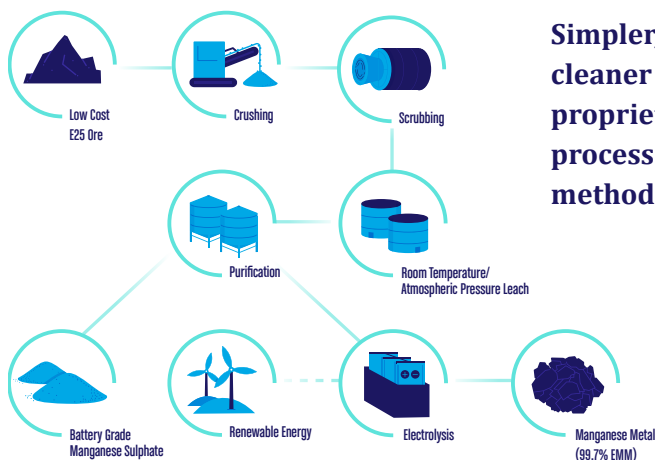 Simpler,
cleaner
process
method
Low Cost
E25 Ore
Crushing
Scrubbing
Purification
Room Temperature/
Atmospheric Pressure Leach
Battery Grade
Manganese Sulphate
Renewable Energy
Electrolysis
Manganese Metal
(99.7% EMM)